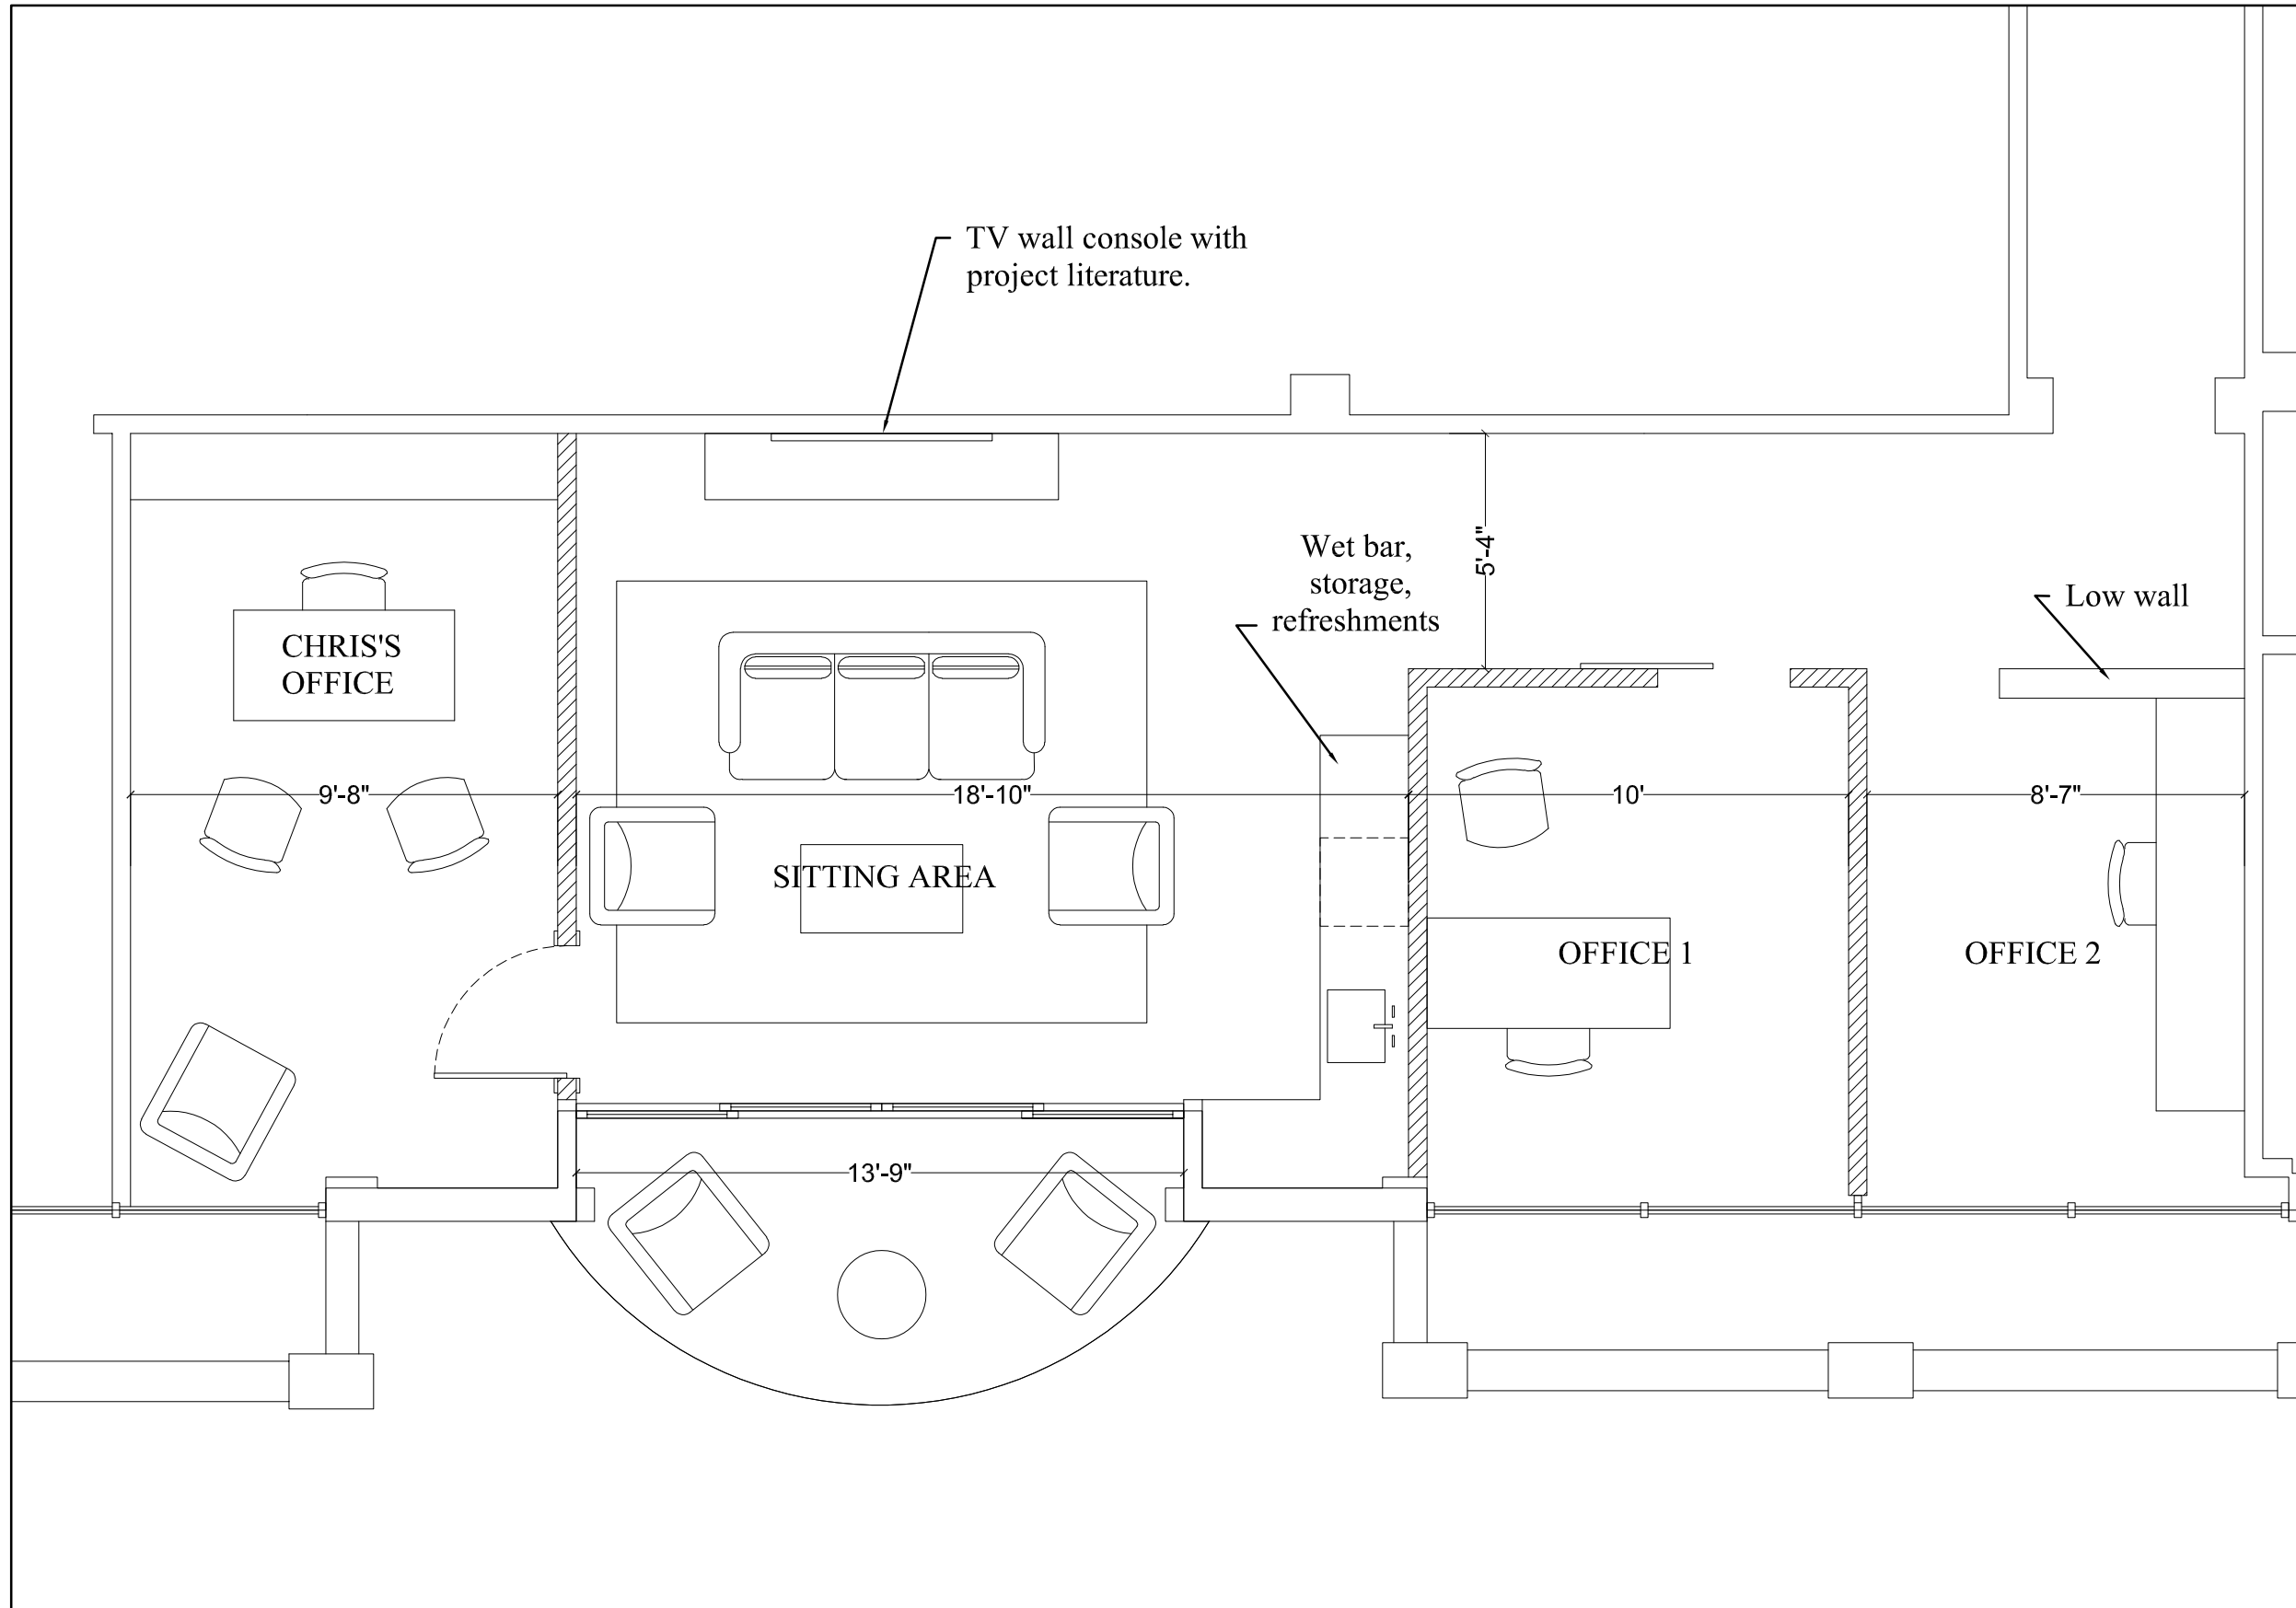 TV wall console with
project literature.
Wet bar,
storage,
refreshments
5'-4"
Low wall
CHRIS'S
OFFICE
9'-8"
18'-10"
10'
8'-7"
SITTING AREA
OFFICE 1
OFFICE 2
13'-9"